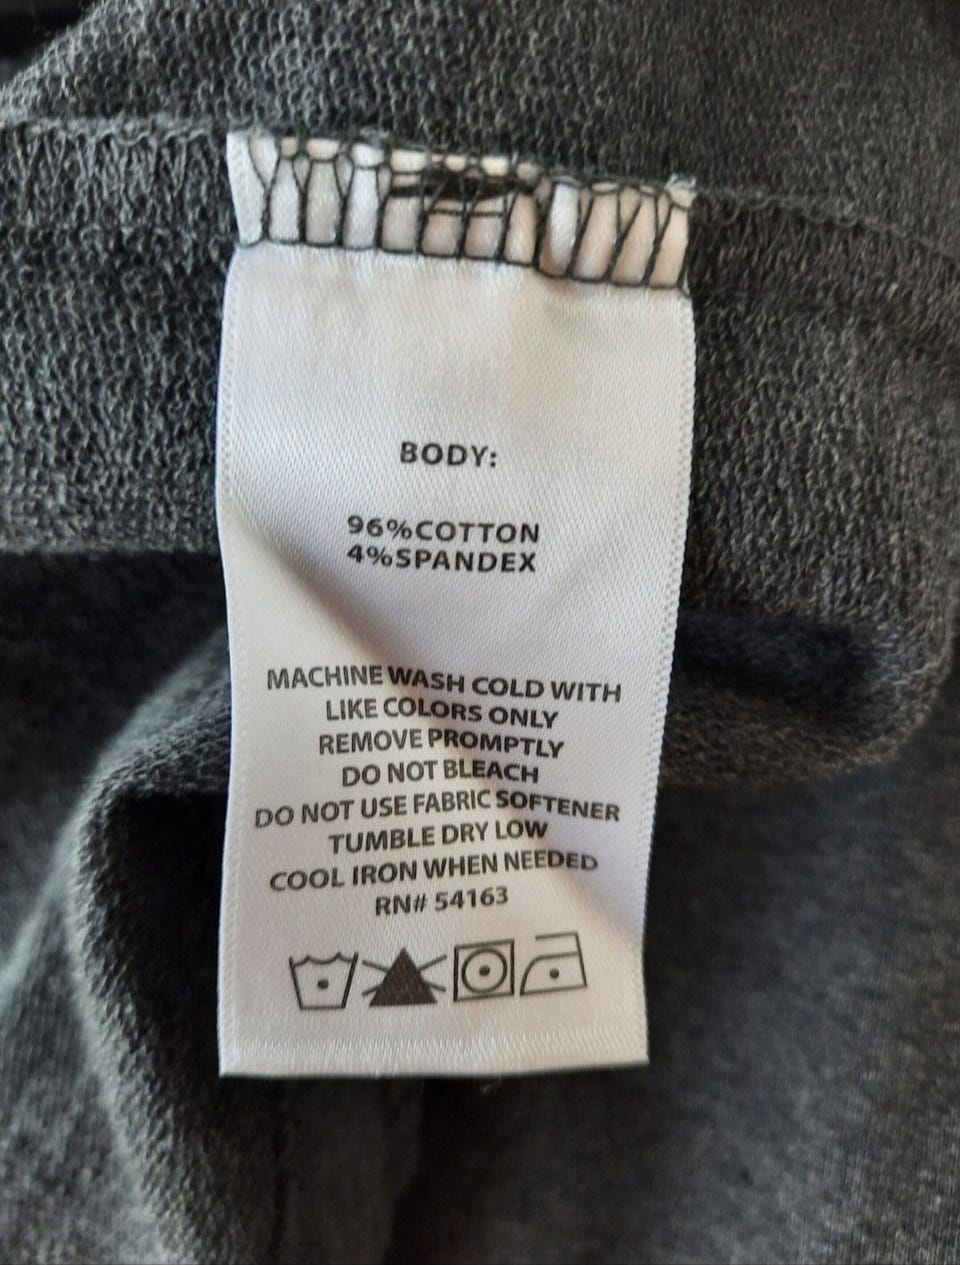 BODY:
96%COTTON
4%SPANDEX
MACHINE WASH COLD WITH
LIKE COLORS ONLY
REMOVE PROMPTLY
DO NOT BLEACH
DO NOT USE FABRIC SOFTENER
TUMBLE DRY LOW
COOL IRON WHEN NEEDED
RN# 54163